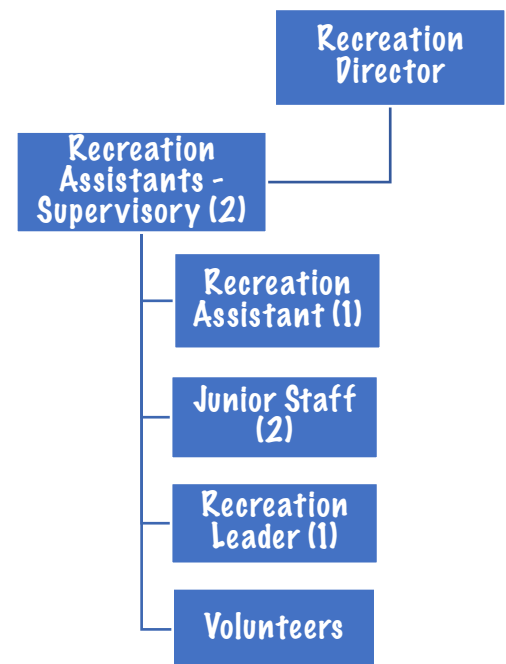 Recreation
Director
Recreation
Assistants -
Supervisory (2)
Recreation
Assistant (1)
Junior Staff
(2)
Recreation
Leader (1)
Volunteers